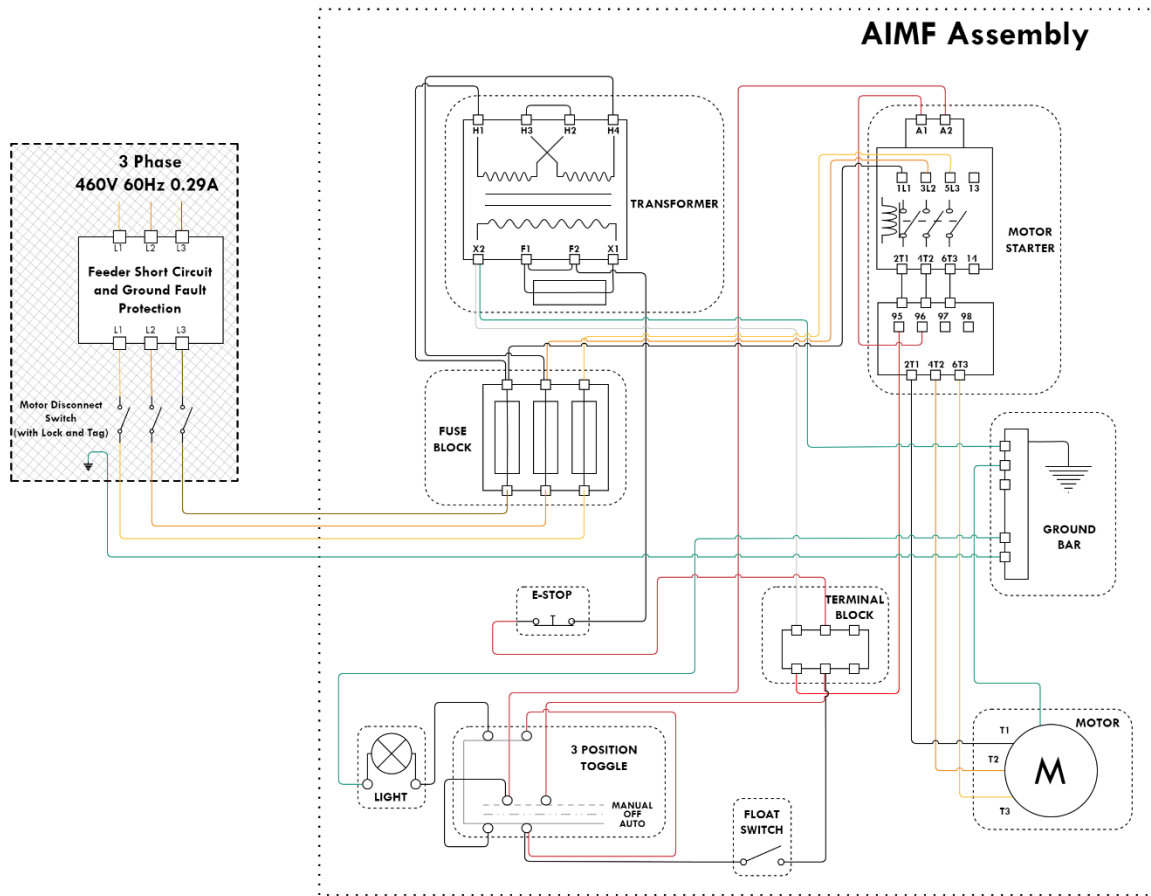 AIMF Assembly
3 Phase
460V 60Hz 0.29A
L1 L2 L3
Feeder Short Circuit
and Ground Fault
Protection
L1 L2 L3
Motor Disconnect
Switch
(with Lock and Tag)
H1 H3 H2 H4
TRANSFORMER
X2 F1 F2 X1
A1 A2
1L1 3L2 5L3 13
MOTOR
STARTER
2T1 4T2 6T3 14
95 96 97 98
2T1 4T2 6T3
FUSE
BLOCK
GROUND
BAR
E-STOP
TERMINAL
BLOCK
LIGHT
3 POSITION
TOGGLE
MANUAL
OFF
AUTO
FLOAT
SWITCH
MOTOR
T1
T2
T3
M